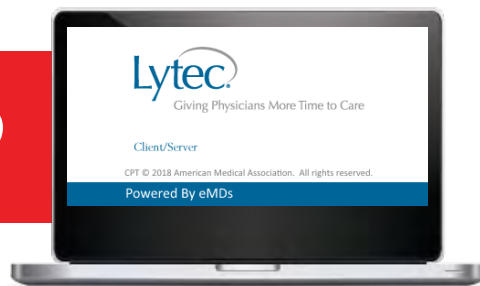 Lytec.
Giving Physicians More Time to Care
Client/Server
CPT © 2018 American Medical Association. All rights reserved.
Powered By eMDs